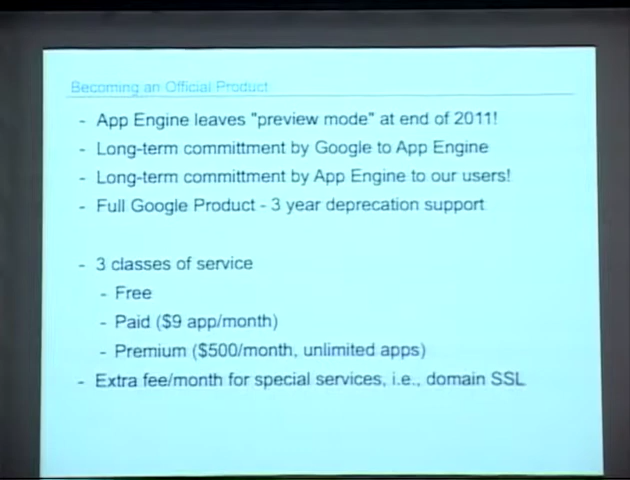 Becoming an Official Product
- App Engine leaves "preview mode" at end of 2011!
- Long-term committment by Google to App Engine
- Long-term committment by App Engine to our users!
- Full Google Product - 3 year deprecation support
- 3 classes of service
- Free
- Paid ($9 app/month)
- Premium ($500/month, unlimited apps)
- Extra fee/month for special services, i.e., domain SSL